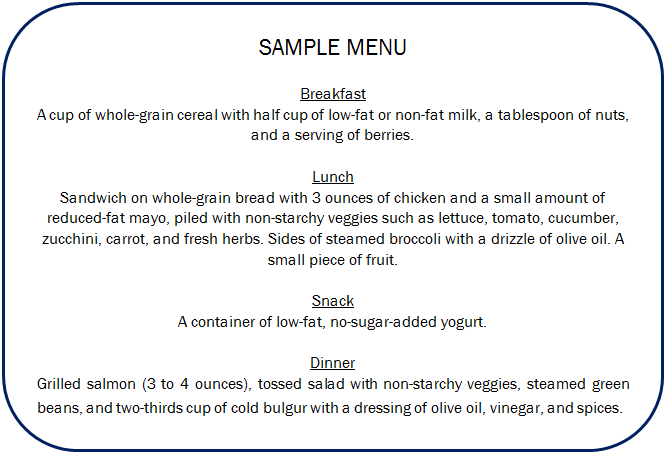 SAMPLE MENU
Breakfast
A cup of whole-grain cereal with half cup of low-fat or non-fat milk, a tablespoon of nuts,
and a serving of berries.
Lunch
Sandwich on whole-grain bread with 3 ounces of chicken and a small amount of
reduced-fat mayo, piled with non-starchy veggies such as lettuce, tomato, cucumber,
zucchini, carrot, and fresh herbs. Sides of steamed broccoli with a drizzle of olive oil. A
small piece of fruit.
Snack
A container of low-fat, no-sugar-added yogurt.
Dinner
Grilled salmon (3 to 4 ounces), tossed salad with non-starchy veggies, steamed green
beans, and two-thirds cup of cold bulgur with a dressing of olive oil, vinegar, and spices.